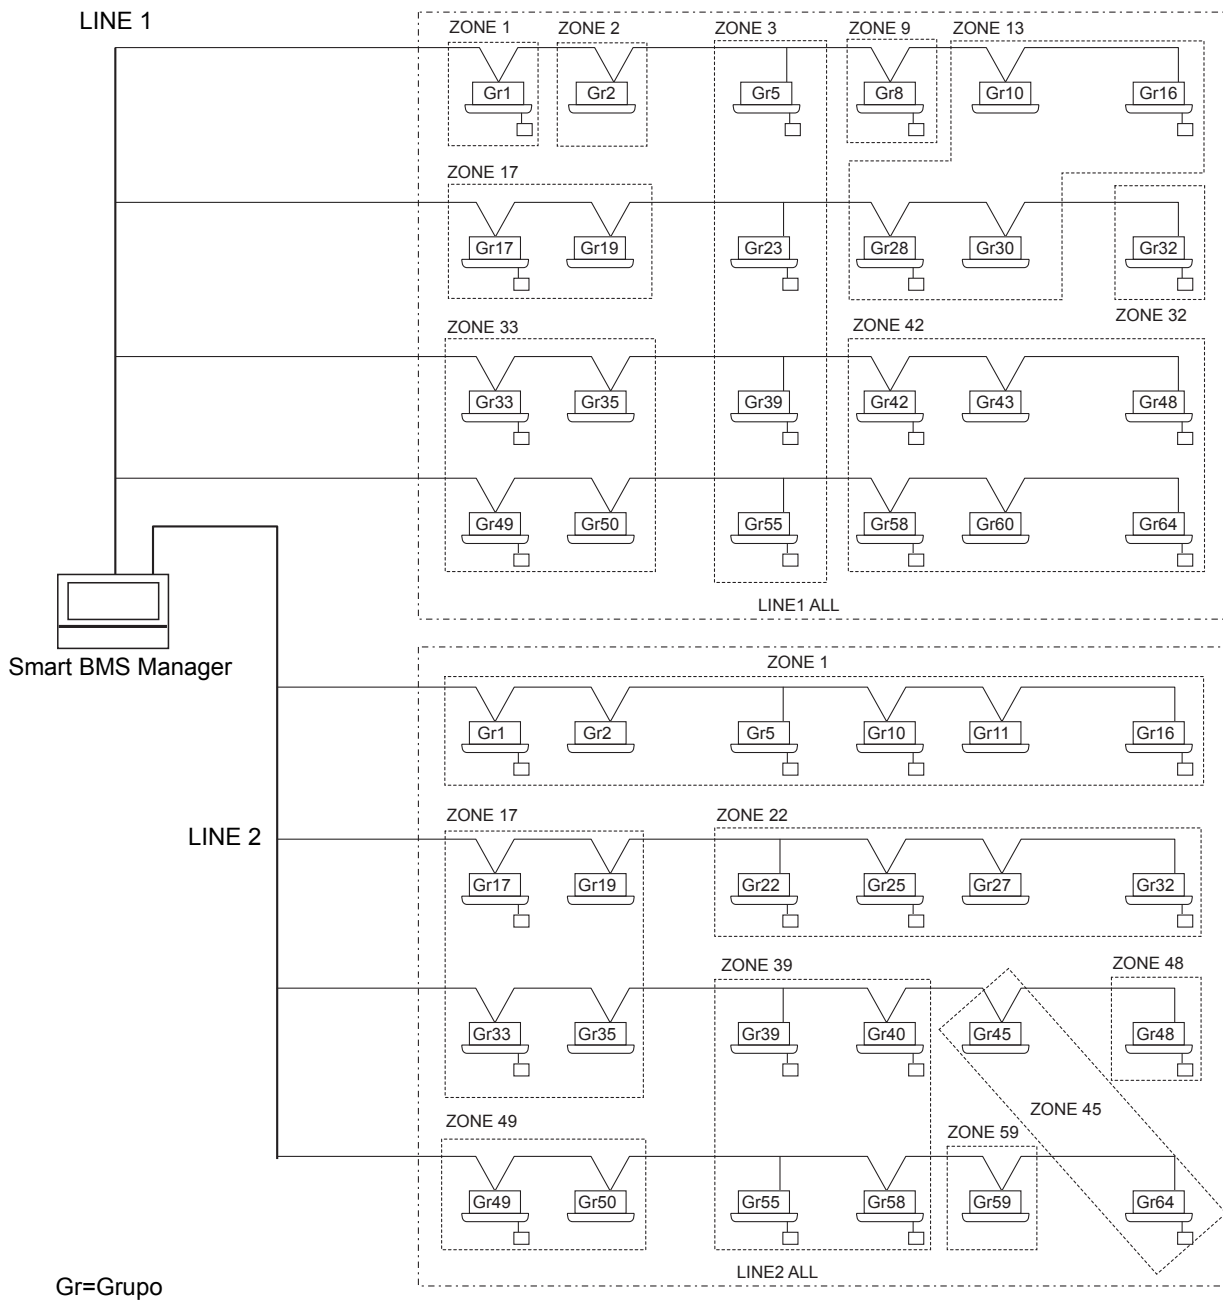 LINE 1
ZONE 1 ZONE 2 ZONE 3 ZONE 9 ZONE 13
Gr1 Gr2 Gr5 Gr8 Gr10 Gr16
ZONE 17
Gr17 Gr19 Gr23 Gr28 Gr30 Gr32
ZONE 33 ZONE 42 ZONE 32
Gr33 Gr35 Gr39 Gr42 Gr43 Gr48
Gr49 Gr50 Gr55 Gr58 Gr60 Gr64
LINE1 ALL
Smart BMS Manager
ZONE 1
Gr1 Gr2 Gr5 Gr10 Gr11 Gr16
LINE 2
ZONE 17 ZONE 22
Gr17 Gr19 Gr22 Gr25 Gr27 Gr32
ZONE 39 ZONE 48
Gr33 Gr35 Gr39 Gr40 Gr45 Gr48
ZONE 45
ZONE 49 ZONE 59
Gr49 Gr50 Gr55 Gr58 Gr59 Gr64
LINE2 ALL
Gr=Grupo